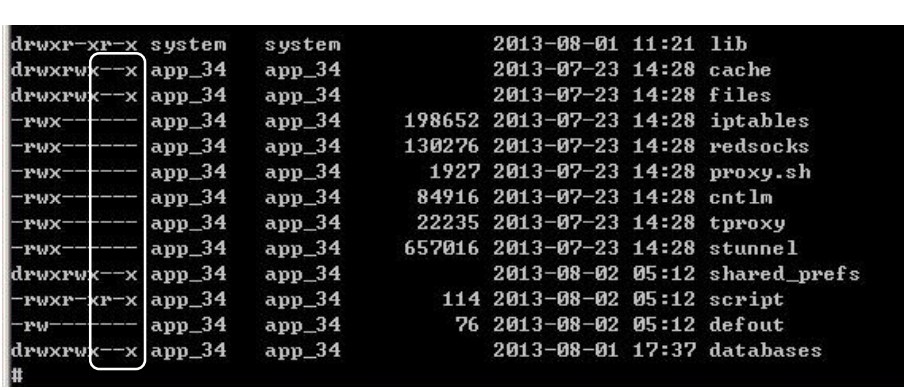 drwxr-xr-x system system 2013-08-01 11:21 lib
drwxrwx--x app_34 app_34 2013-07-23 14:28 cache
drwxrwx--x app_34 app_34 2013-07-23 14:28 files
-rwx------ app_34 app_34 198652 2013-07-23 14:28 iptables
-rwx------ app_34 app_34 130276 2013-07-23 14:28 redsocks
-rwx------ app_34 app_34 1927 2013-07-23 14:28 proxy.sh
-rwx------ app_34 app_34 84916 2013-07-23 14:28 cntlm
-rwx------ app_34 app_34 22235 2013-07-23 14:28 tproxy
-rwx------ app_34 app_34 657016 2013-07-23 14:28 stunnel
drwxrwx--x app_34 app_34 2013-08-02 05:12 shared_prefs
-rwxr-xr-x app_34 app_34 114 2013-08-02 05:12 script
-rw------- app_34 app_34 76 2013-08-02 05:12 defout
drwxrwx--x app_34 app_34 2013-08-01 17:37 databases
#